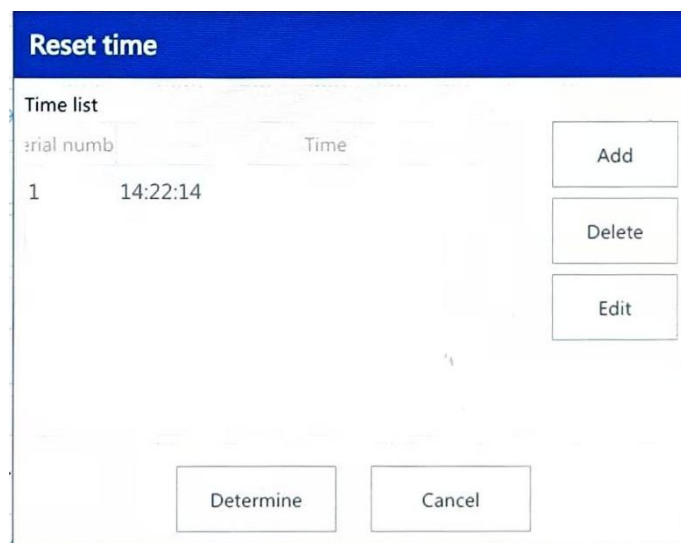 Reset time
Time list
erial numb Time
Add
1 14:22:14
Delete
Edit
Determine Cancel